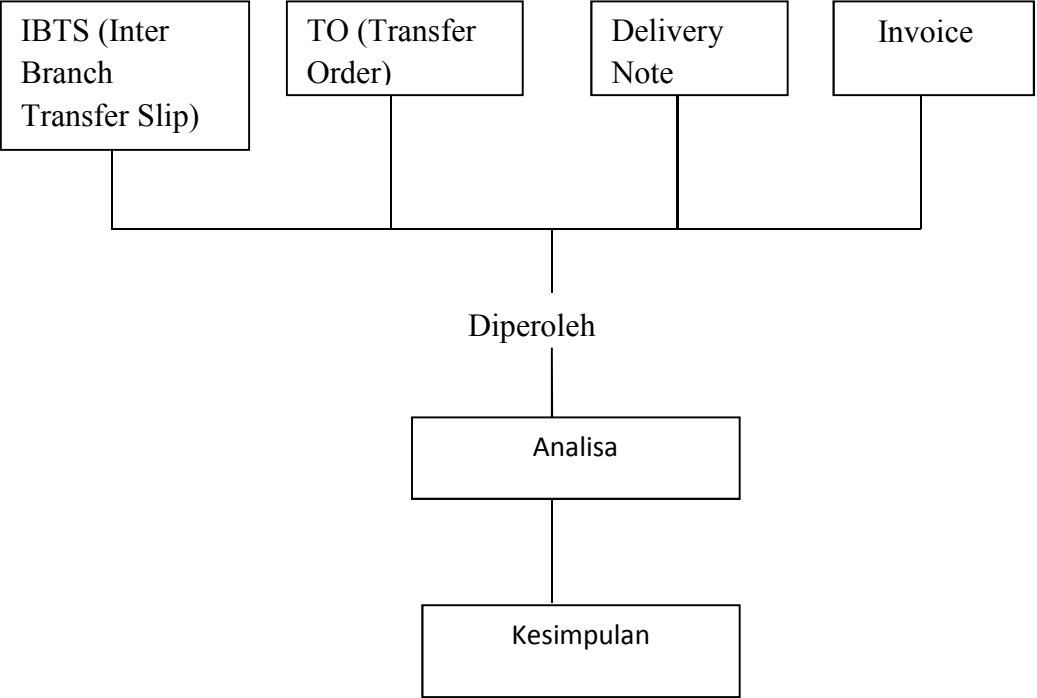 IBTS (Inter
Branch
Transfer Slip)
TO (Transfer
Order)
Delivery
Note
Invoice
Diperoleh
Analisa
Kesimpulan